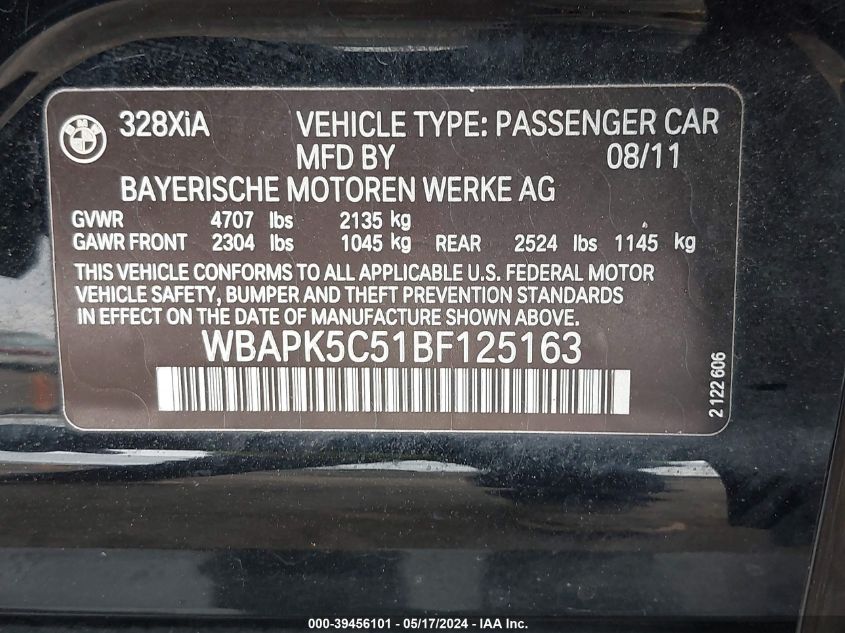 BMW
328XiA VEHICLE TYPE: PASSENGER CAR
MFD BY 08/11
BAYERISCHE MOTOREN WERKE AG
GVWR 4707 lbs 2135 kg
GAWR FRONT 2304 lbs 1045 kg REAR 2524 lbs 1145 kg
THIS VEHICLE CONFORMS TO ALL APPLICABLE U.S. FEDERAL MOTOR
VEHICLE SAFETY, BUMPER AND THEFT PREVENTION STANDARDS
IN EFFECT ON THE DATE OF MANUFACTURE SHOWN ABOVE.
WBAPK5C51BF125163
2 122 606
000-39456101 - 05/17/2024 - IAA Inc.